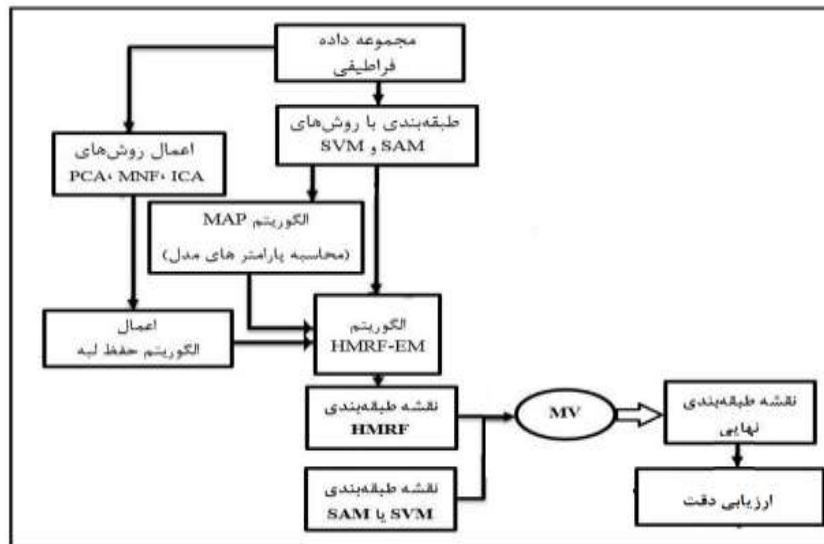 مجموعه داده
فراطیفی
طبقه‌بندی با روش‌های
SAM و SVM
اعمال روش‌های
PCA، MNF، ICA
الگوریتم MAP
(محاسبه پارامتر های مدل)
اعمال
الگوریتم حفظ لبه
الگوریتم
HMRF-EM
نقشه طبقه‌بندی
HMRF
MV
نقشه طبقه‌بندی
نهایی
نقشه طبقه‌بندی
SVM یا SAM
ارزیابی دقت